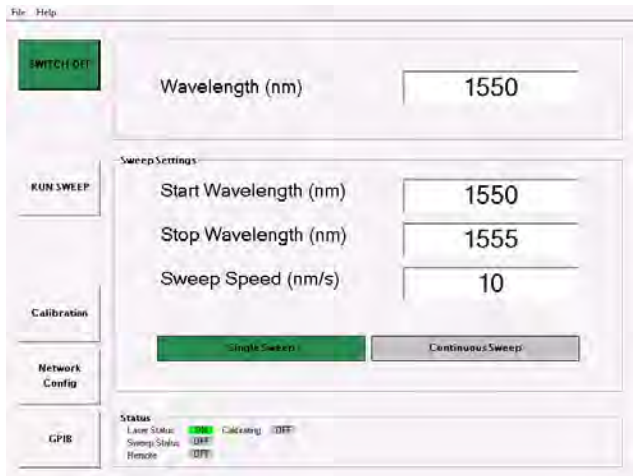 File Help
SWITCH OFF
Wavelength (nm) 1550
Sweep Settings
RUN SWEEP
Start Wavelength (nm) 1550
Stop Wavelength (nm) 1555
Sweep Speed (nm/s) 10
Calibration
Single Sweep Continuous Sweep
Network
Config
Status
Laser Status ON Calibrating OFF
Sweep Status OFF
Remote OFF
GPIB